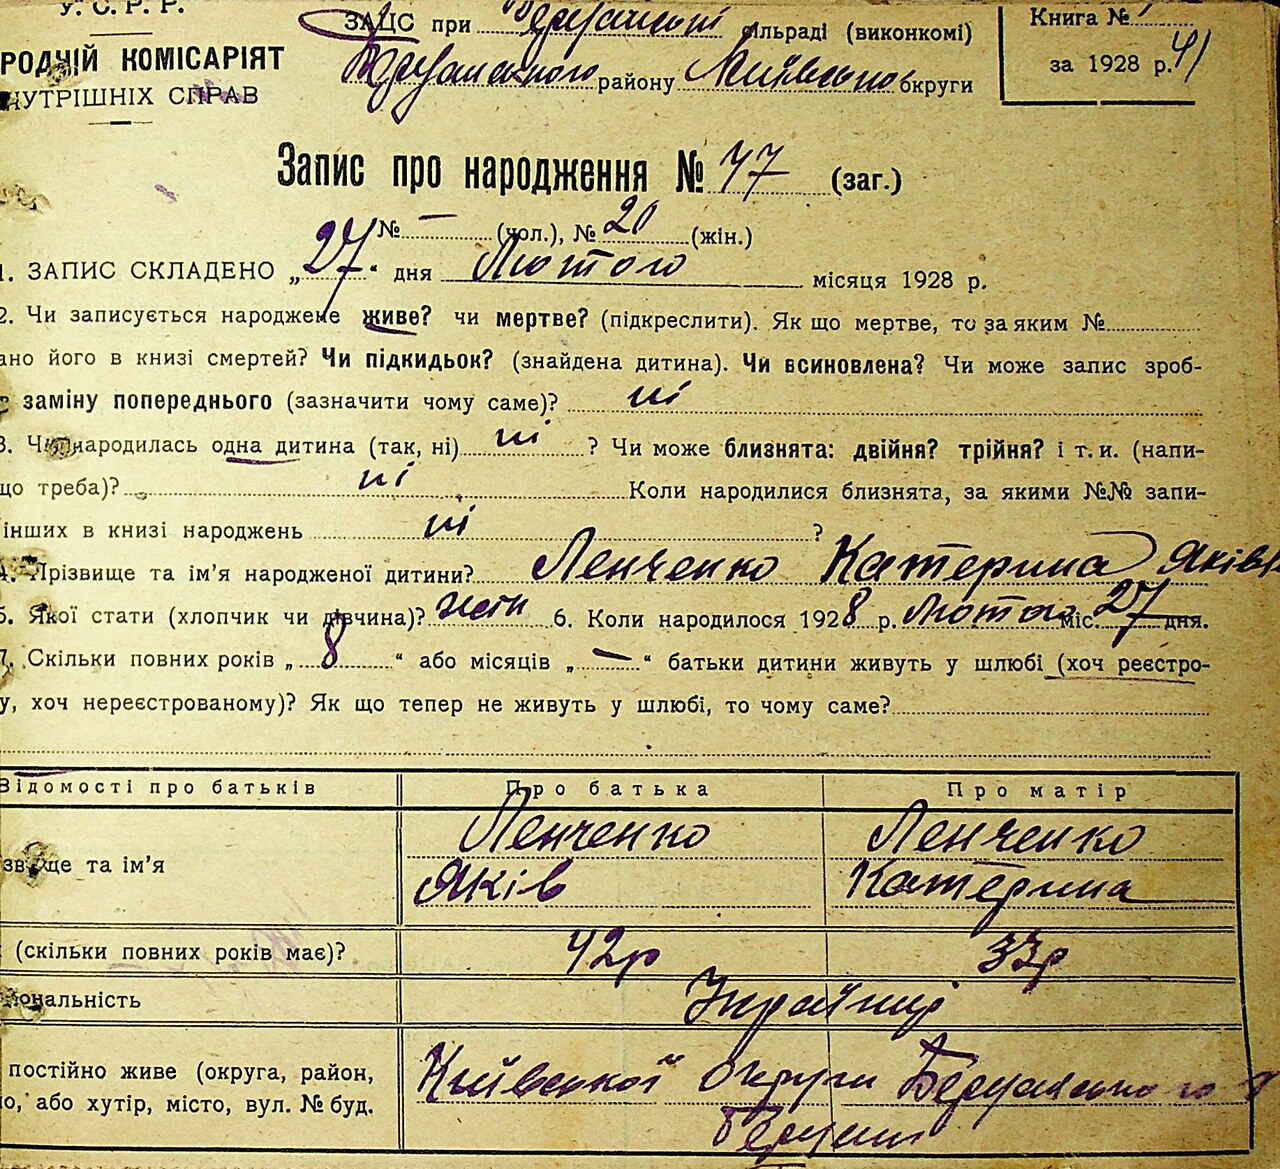 У. С. Р. Р.
РОДНІЙ КОМІСАРІЯТ
НУТРІШНІХ СПРАВ
ЗАЦС при сільраді (виконкомі)
району Київської округи
Книга №
за 1928 р. 41
Запис про народження № 47 (заг.)
№ — (чол.), № 20 (жін.)
1. ЗАПИС СКЛАДЕНО „27“ дня Лютого місяця 1928 р.
2. Чи записується народжене живе? чи мертве? (підкреслити). Як що мертве, то за яким №
ано його в книзі смертей? Чи підкидьок? (знайдена дитина). Чи всиновлена? Чи може запис зроб-
в заміну попереднього (зазначити чому саме)? ні
3. Чи народилась одна дитина (так, ні) ні ? Чи може близнята: двійня? трійня? і т. и. (напи-
що треба)? ні Коли народилися близнята, за якими №№ запи-
інших в книзі народжень ні ?
4. Прізвище та ім’я народженої дитини? Ленченко Катерина Яківн
5. Якої стати (хлопчик чи дівчина)? жін 6. Коли народилося 1928 р. Лютого міс. 27 дня.
7. Скільки повних років „ 8 “ або місяців „ — “ батьки дитини живуть у шлюбі (хоч реєстро-
у, хоч нереєстрованому)? Як що тепер не живуть у шлюбі, то чому саме?
Відомості про батьків Про батька Про матір
Ленченко Ленченко
звище та ім’я
Яків Катерина
(скільки повних років має)? 42р 33р
ціональність Українці
постійно живе (округа, район, Київської округи
о, або хутір, місто, вул. № буд.